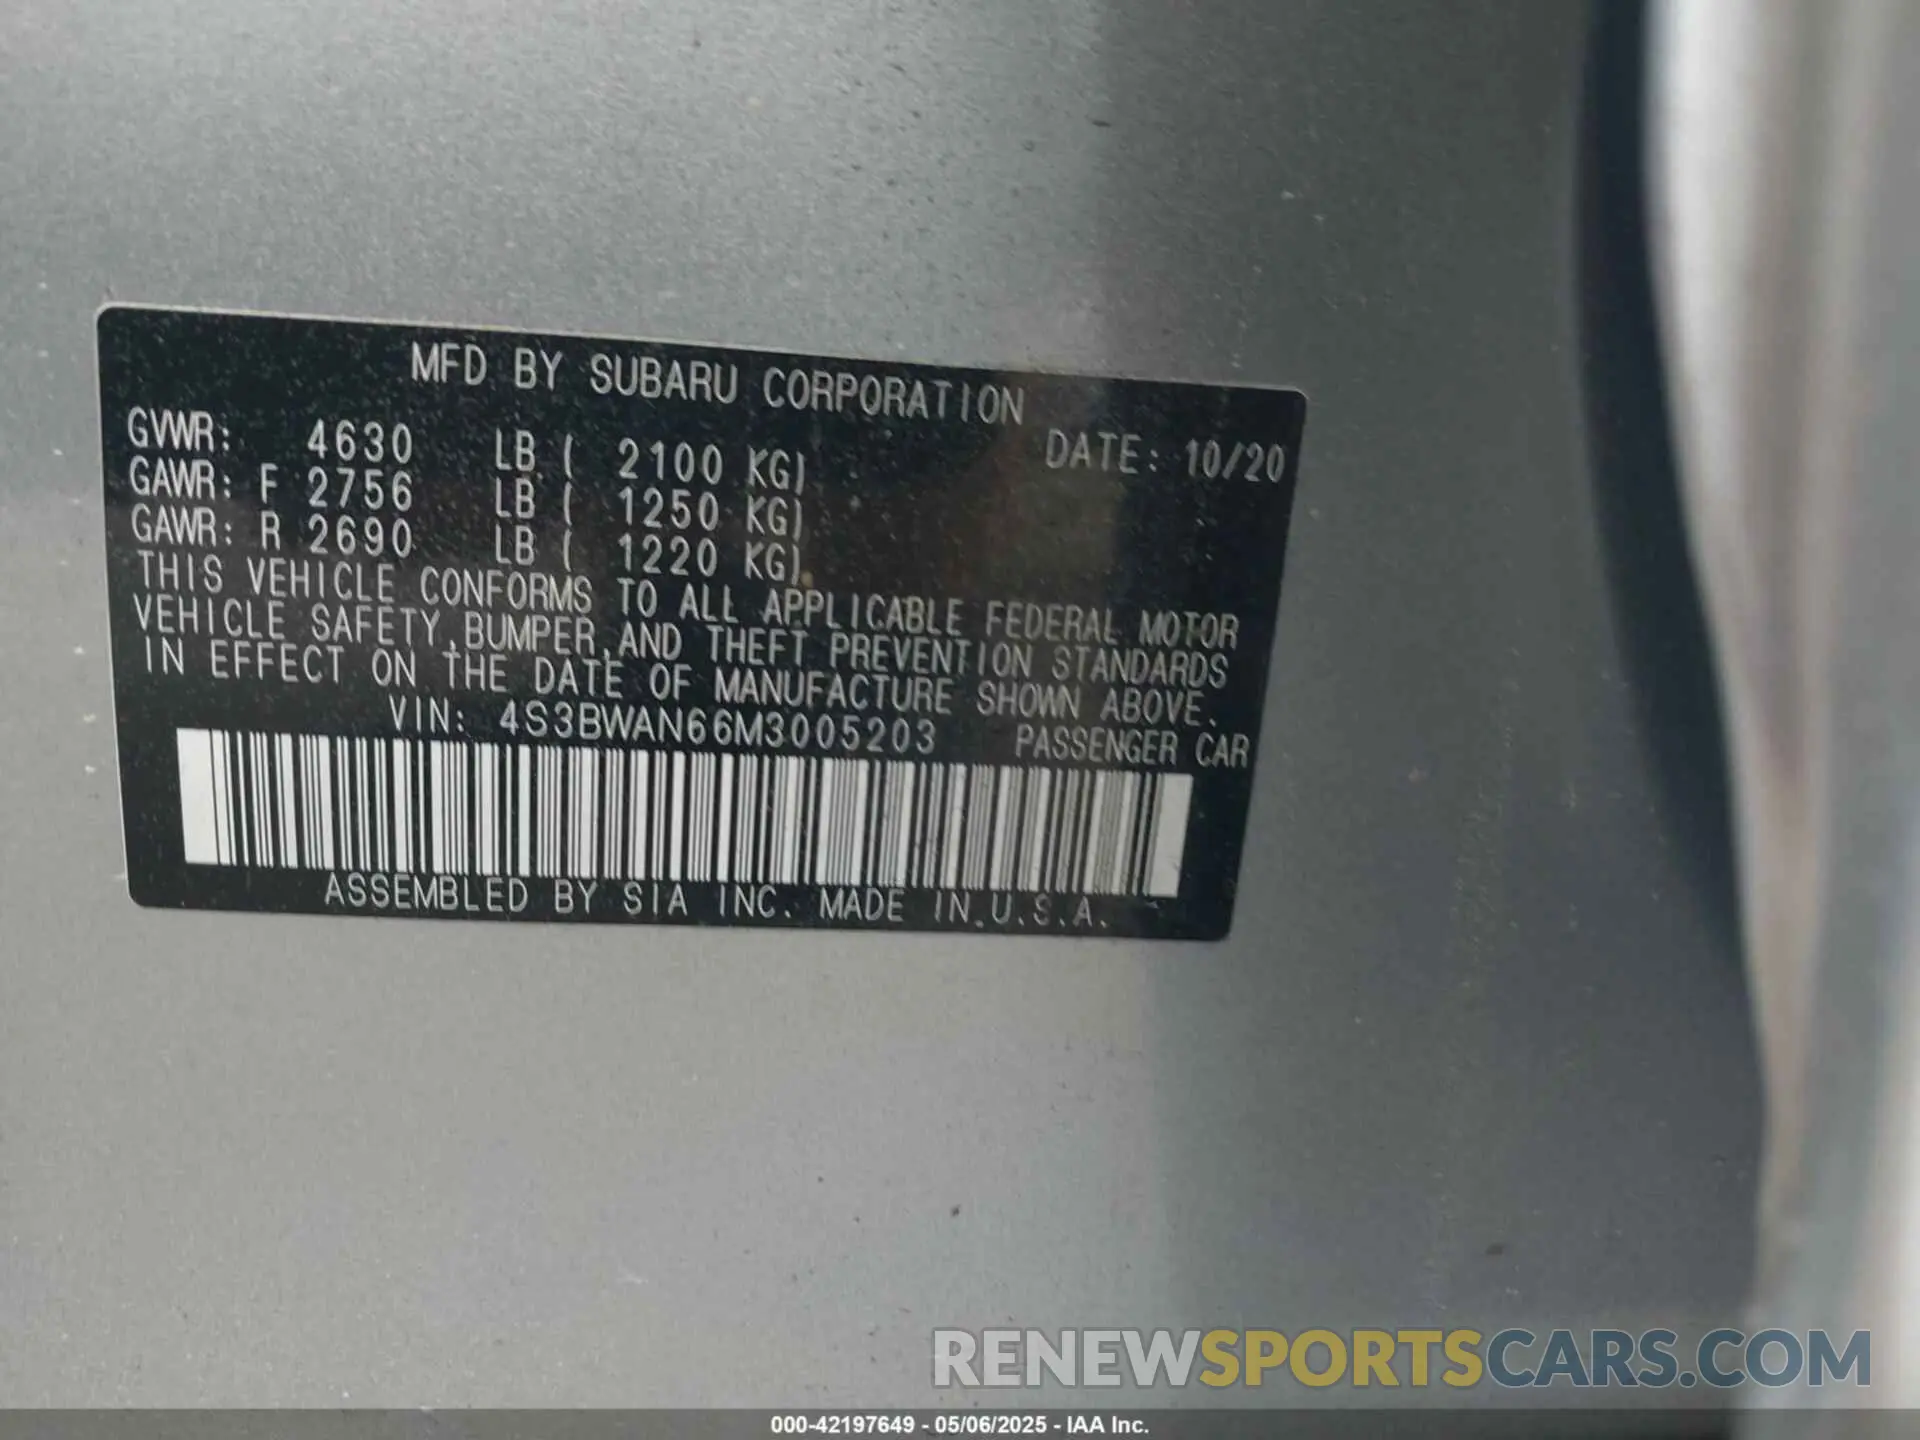 MFD BY SUBARU CORPORATION
GVWR: 4630 LB ( 2100 KG) DATE: 10/20
GAWR: F 2756 LB ( 1250 KG)
GAWR: R 2690 LB ( 1220 KG)
THIS VEHICLE CONFORMS TO ALL APPLICABLE FEDERAL MOTOR
VEHICLE SAFETY,BUMPER,AND THEFT PREVENTION STANDARDS
IN EFFECT ON THE DATE OF MANUFACTURE SHOWN ABOVE.
VIN: 4S3BWAN66M3005203 PASSENGER CAR
ASSEMBLED BY SIA INC. MADE IN U.S.A.
RENEWSPORTSCARS.COM
000-42197649 - 05/06/2025 - IAA Inc.